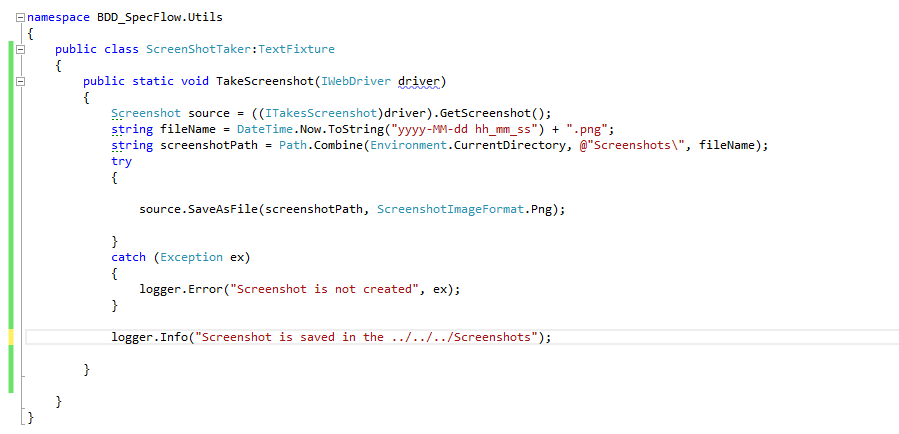 namespace BDD_SpecFlow.Utils
{
    public class ScreenShotTaker:TextFixture
    {
        public static void TakeScreenshot(IWebDriver driver)
        {
            Screenshot source = ((ITakesScreenshot)driver).GetScreenshot();
            string fileName = DateTime.Now.ToString("yyyy-MM-dd hh_mm_ss") + ".png";
            string screenshotPath = Path.Combine(Environment.CurrentDirectory, @"Screenshots\", fileName);
            try
            {
                source.SaveAsFile(screenshotPath, ScreenshotImageFormat.Png);
            }
            catch (Exception ex)
            {
                logger.Error("Screenshot is not created", ex);
            }
            logger.Info("Screenshot is saved in the ../../../Screenshots");
        }
    }
}